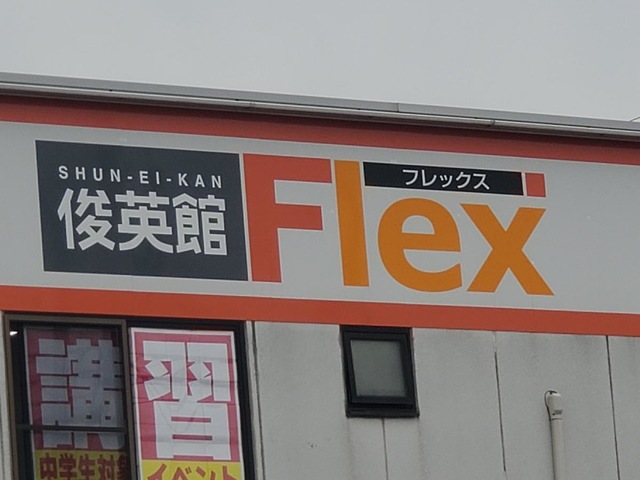 SHUN-EI-KAN
俊英館
Flex
フレックス
講
中学生対象
習
イベント